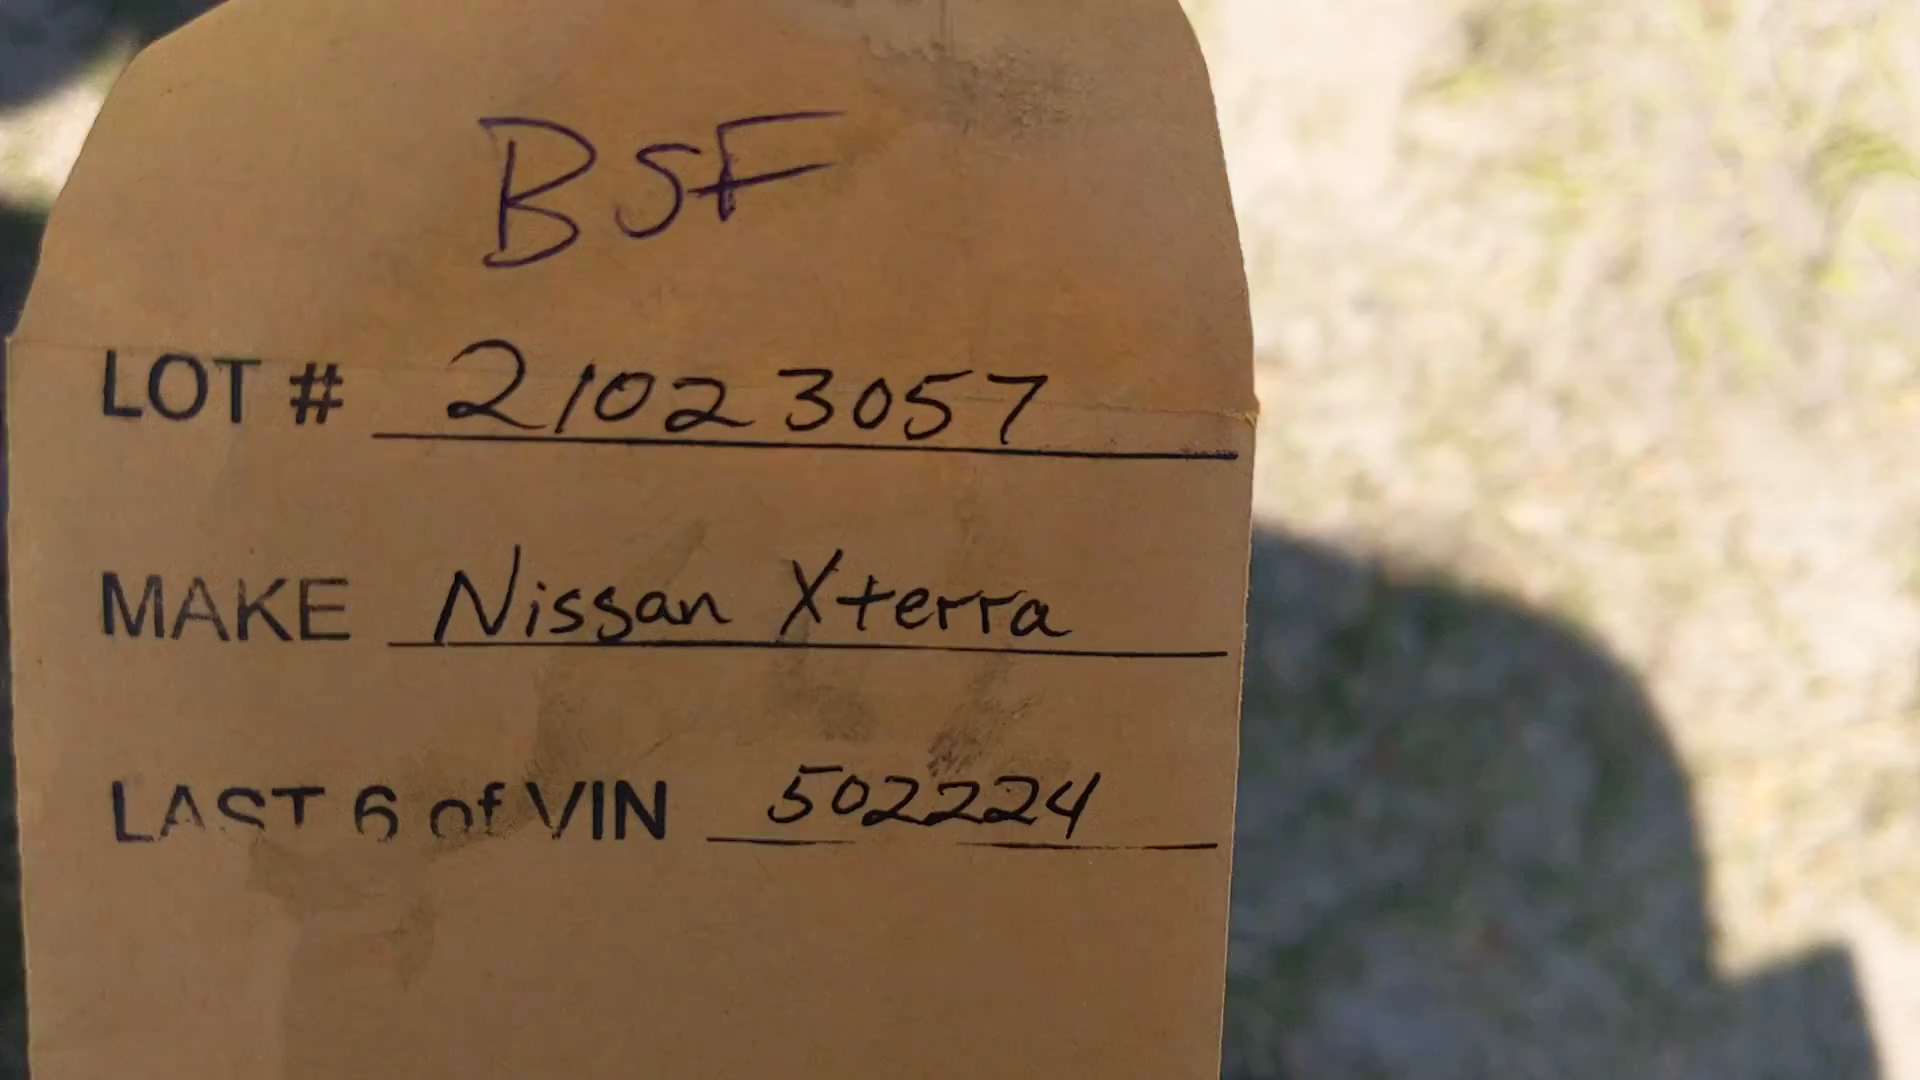 BSF
LOT # 21023057
MAKE Nissan Xterra
LAST 6 of VIN 502224